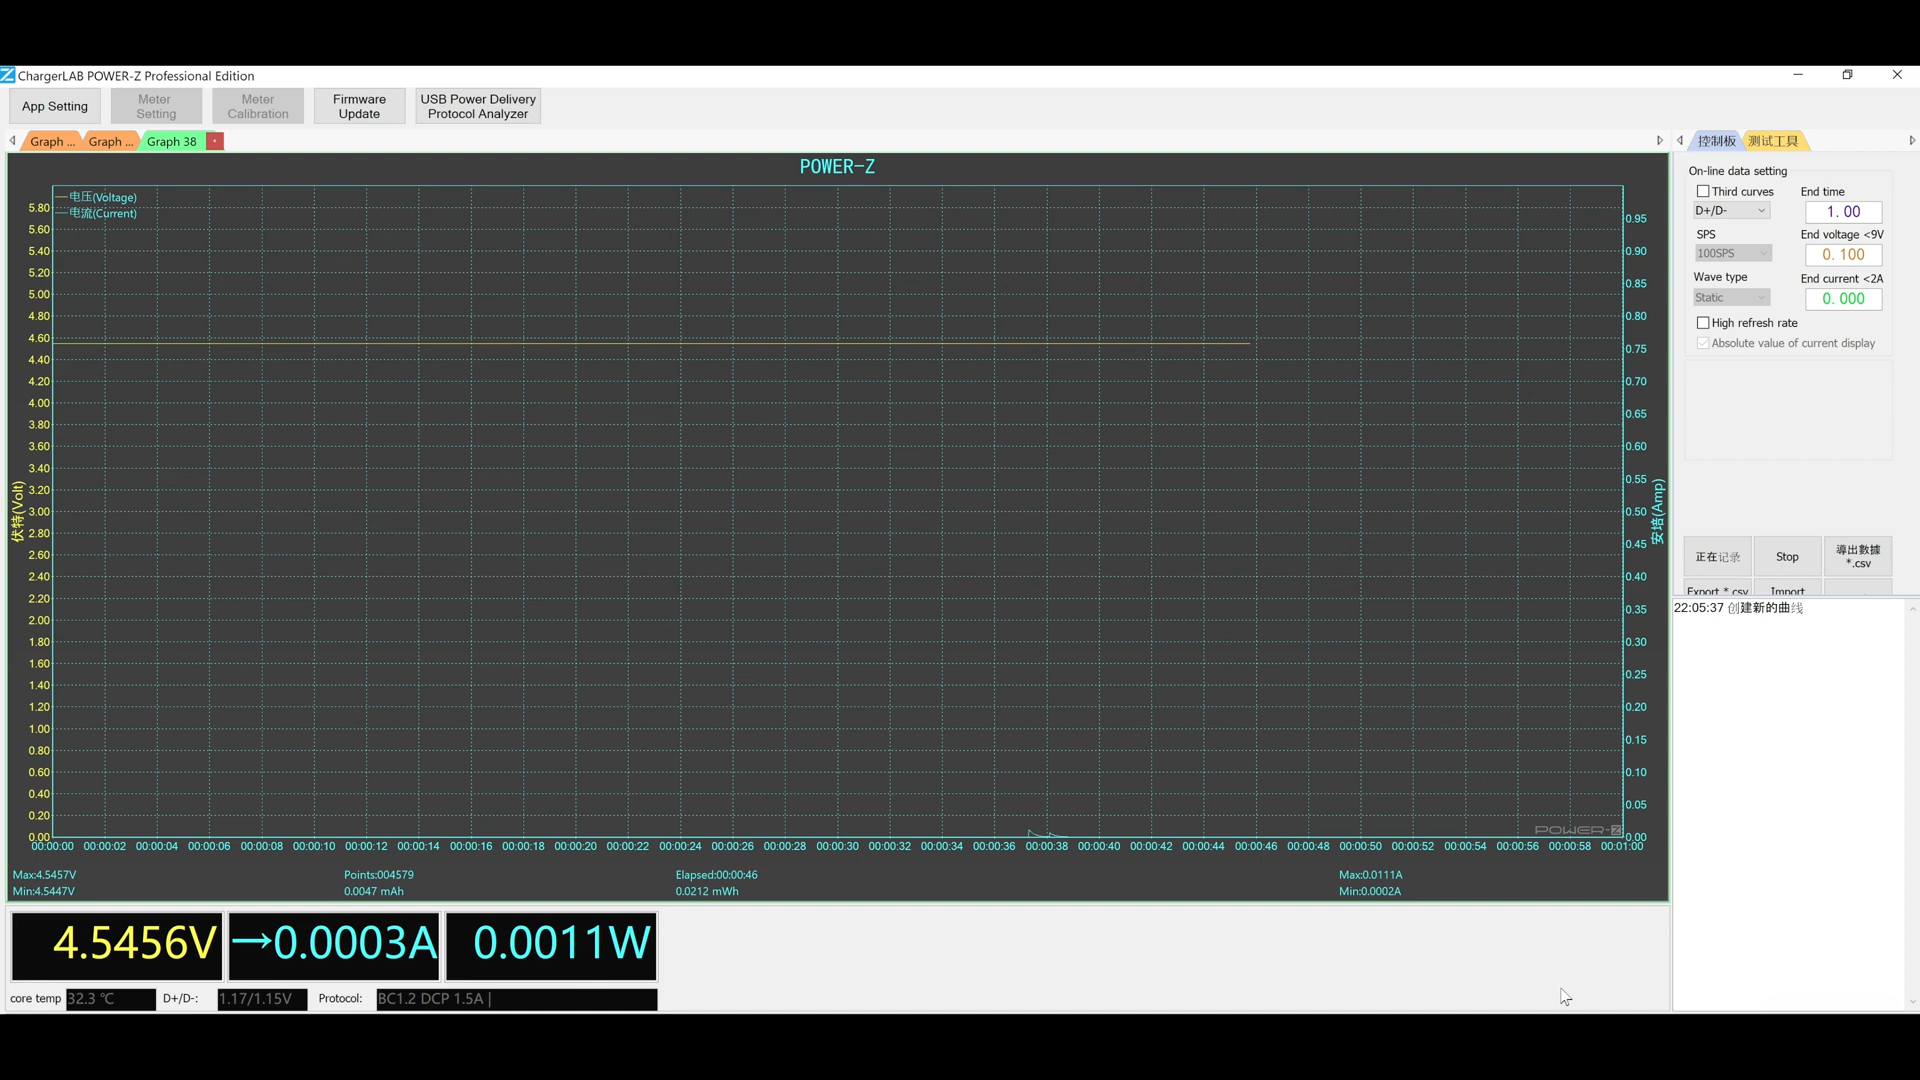 ChargerLAB POWER-Z Professional Edition
App Setting
Meter
Setting
Meter
Calibration
Firmware
Update
USB Power Delivery
Protocol Analyzer
Graph ...
Graph ...
Graph 38
控制板
测试工具
POWER-Z
电压(Voltage)
电流(Current)
5.80
5.60
5.40
5.20
5.00
4.80
4.60
4.40
4.20
4.00
3.80
3.60
3.40
3.20
3.00
2.80
2.60
2.40
2.20
2.00
1.80
1.60
1.40
1.20
1.00
0.80
0.60
0.40
0.20
0.00
伏特(Volt)
0.95
0.90
0.85
0.80
0.75
0.70
0.65
0.60
0.55
0.50
0.45
0.40
0.35
0.30
0.25
0.20
0.15
0.10
0.05
0.00
安培(Amp)
POWER-Z
00:00:00 00:00:02 00:00:04 00:00:06 00:00:08 00:00:10 00:00:12 00:00:14 00:00:16 00:00:18 00:00:20 00:00:22 00:00:24 00:00:26 00:00:28 00:00:30 00:00:32 00:00:34 00:00:36 00:00:38 00:00:40 00:00:42 00:00:44 00:00:46 00:00:48 00:00:50 00:00:52 00:00:54 00:00:56 00:00:58 00:01:00
Max:4.5457V Points:004579 Elapsed:00:00:46 Max:0.0111A
Min:4.5447V 0.0047 mAh 0.0212 mWh Min:0.0002A
4.5456V →0.0003A 0.0011W
core temp 32.3 ℃ D+/D-: 1.17/1.15V Protocol: BC1.2 DCP 1.5A |
On-line data setting
Third curves End time
D+/D- 1.00
SPS End voltage <9V
100SPS 0.100
Wave type End current <2A
Static 0.000
High refresh rate
Absolute value of current display
正在记录
Stop
導出數據
*.csv
Export *.csv
Import
22:05:37 创建新的曲线